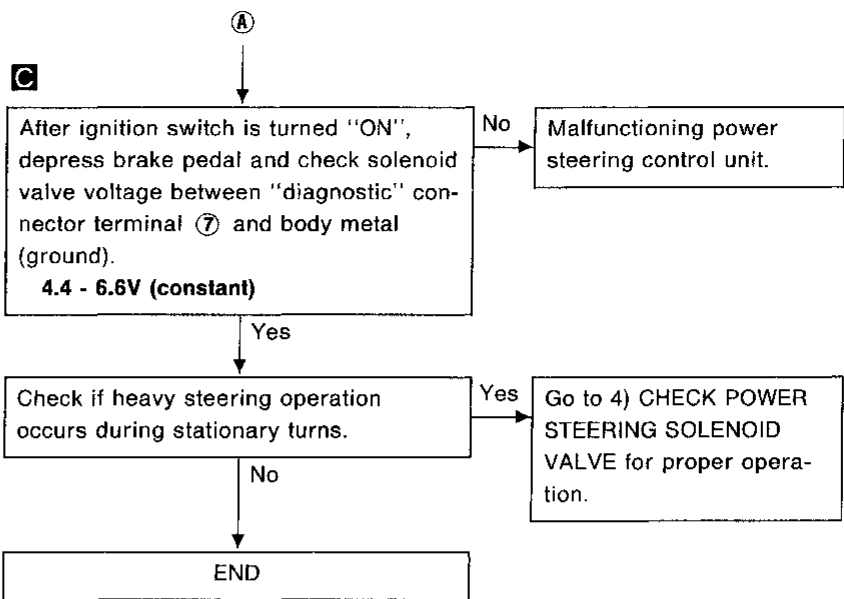 Ⓐ
C
After ignition switch is turned "ON",
depress brake pedal and check solenoid
valve voltage between "diagnostic" con-
nector terminal ⑦ and body metal
(ground).
4.4 - 6.6V (constant)
No
Malfunctioning power
steering control unit.
Yes
Check if heavy steering operation
occurs during stationary turns.
Yes
Go to 4) CHECK POWER
STEERING SOLENOID
VALVE for proper opera-
tion.
No
END